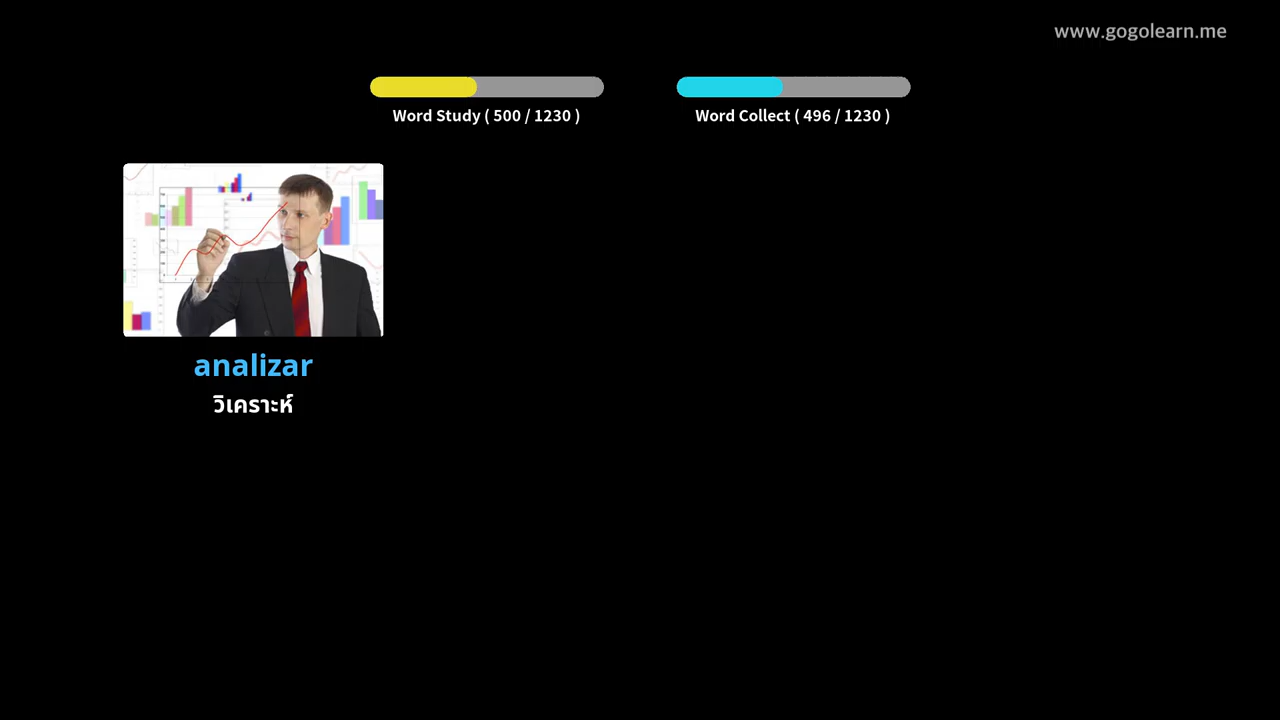 www.gogolearn.me
Word Study ( 500 / 1230 )
Word Collect ( 496 / 1230 )
analizar
วิเคราะห์